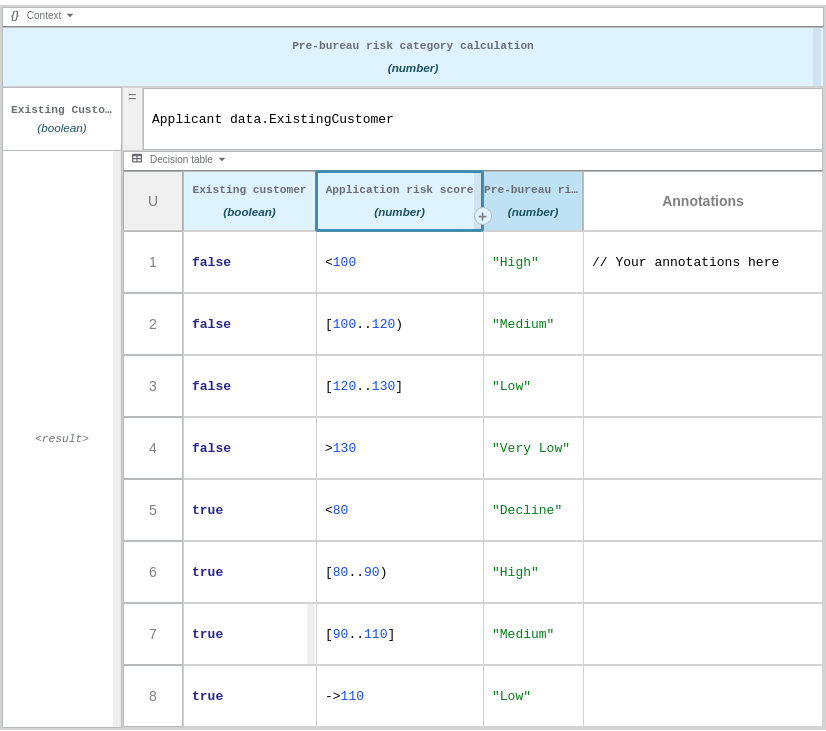 {} Context
Pre-bureau risk category calculation
(number)
Existing Custo…
(boolean)
=
Applicant data.ExistingCustomer
Decision table
U
Existing customer
(boolean)
Application risk score
(number)
Pre-bureau ri…
(number)
Annotations
1 false <100 "High" // Your annotations here
2 false [100..120) "Medium"
3 false [120..130] "Low"
4 false >130 "Very Low"
<result>
5 true <80 "Decline"
6 true [80..90) "High"
7 true [90..110] "Medium"
8 true ->110 "Low"